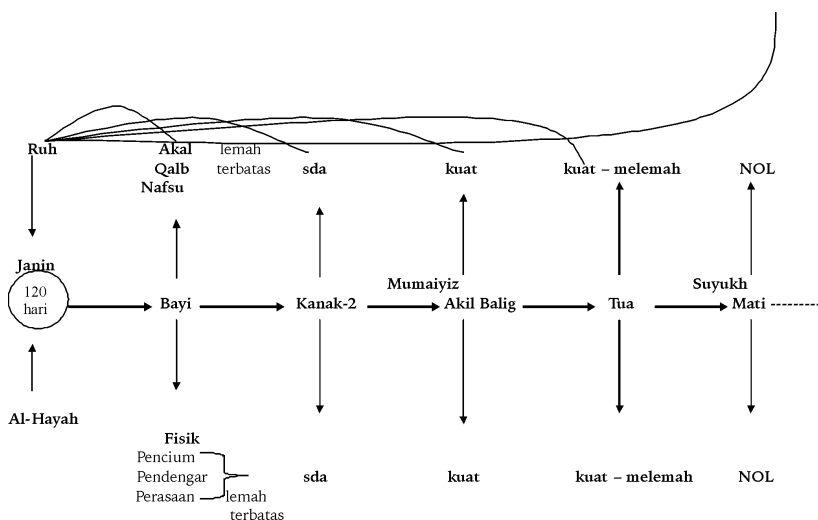 Ruh Akal lemah
Qalb terbatas sda kuat kuat – melemah NOL
Nafsu
Janin
Mumaiyiz Suyukh
120
hari
Bayi Kanak-2 Akil Balig Tua Mati
Al-Hayah
Fisik
Pencium
Pendengar sda kuat kuat – melemah NOL
Perasaan lemah
terbatas